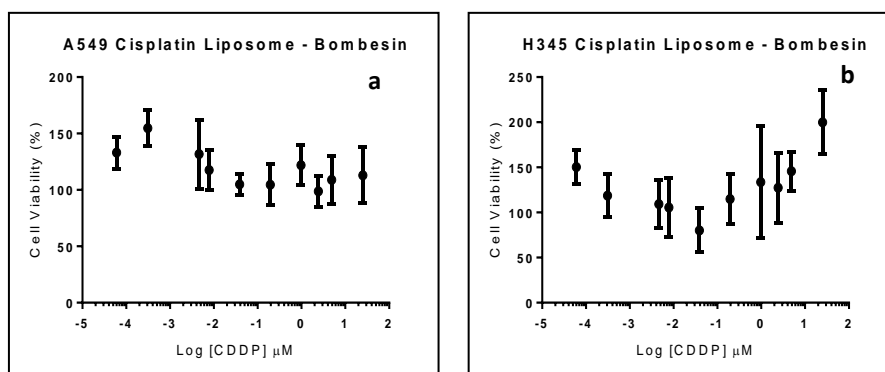 A549 Cisplatin Liposome - Bombesin
a
200
150
100
50
0
Cell Viability (%)
-5 -4 -3 -2 -1 0 1 2
Log [CDDP] μM
H345 Cisplatin Liposome - Bombesin
b
250
200
150
100
50
0
Cell Viability (%)
-5 -4 -3 -2 -1 0 1 2
Log [CDDP] μM